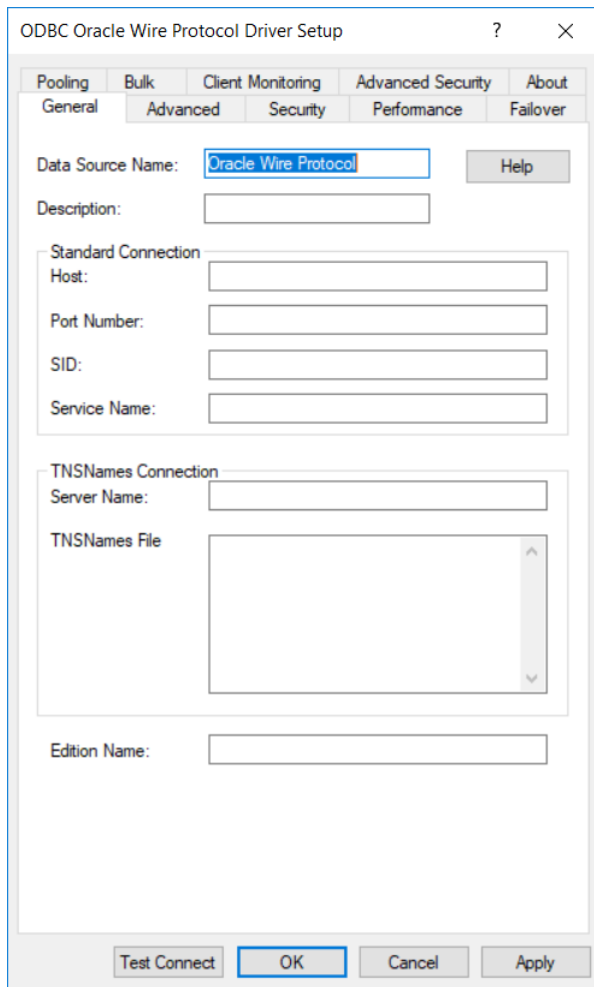 ODBC Oracle Wire Protocol Driver Setup ?
Pooling Bulk Client Monitoring Advanced Security About
General Advanced Security Performance Failover
Data Source Name: Oracle Wire Protocol Help
Description:
Standard Connection
Host:
Port Number:
SID:
Service Name:
TNSNames Connection
Server Name:
TNSNames File
Edition Name:
Test Connect OK Cancel Apply